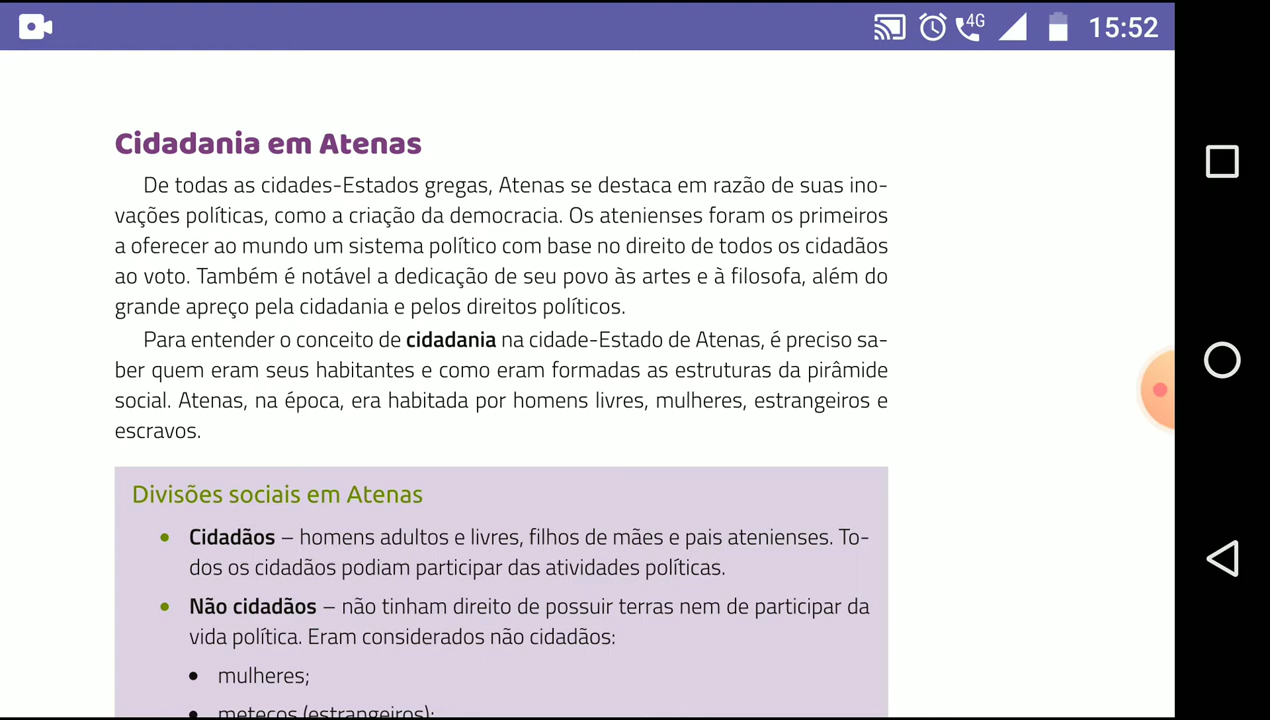 4G
15:52
Cidadania em Atenas
De todas as cidades-Estados gregas, Atenas se destaca em razão de suas ino-
vações políticas, como a criação da democracia. Os atenienses foram os primeiros
a oferecer ao mundo um sistema político com base no direito de todos os cidadãos
ao voto. Também é notável a dedicação de seu povo às artes e à filosofa, além do
grande apreço pela cidadania e pelos direitos políticos.
Para entender o conceito de cidadania na cidade-Estado de Atenas, é preciso sa-
ber quem eram seus habitantes e como eram formadas as estruturas da pirâmide
social. Atenas, na época, era habitada por homens livres, mulheres, estrangeiros e
escravos.
Divisões sociais em Atenas
• Cidadãos – homens adultos e livres, filhos de mães e pais atenienses. To-
dos os cidadãos podiam participar das atividades políticas.
• Não cidadãos – não tinham direito de possuir terras nem de participar da
vida política. Eram considerados não cidadãos:
• mulheres;
• metecos (estrangeiros);